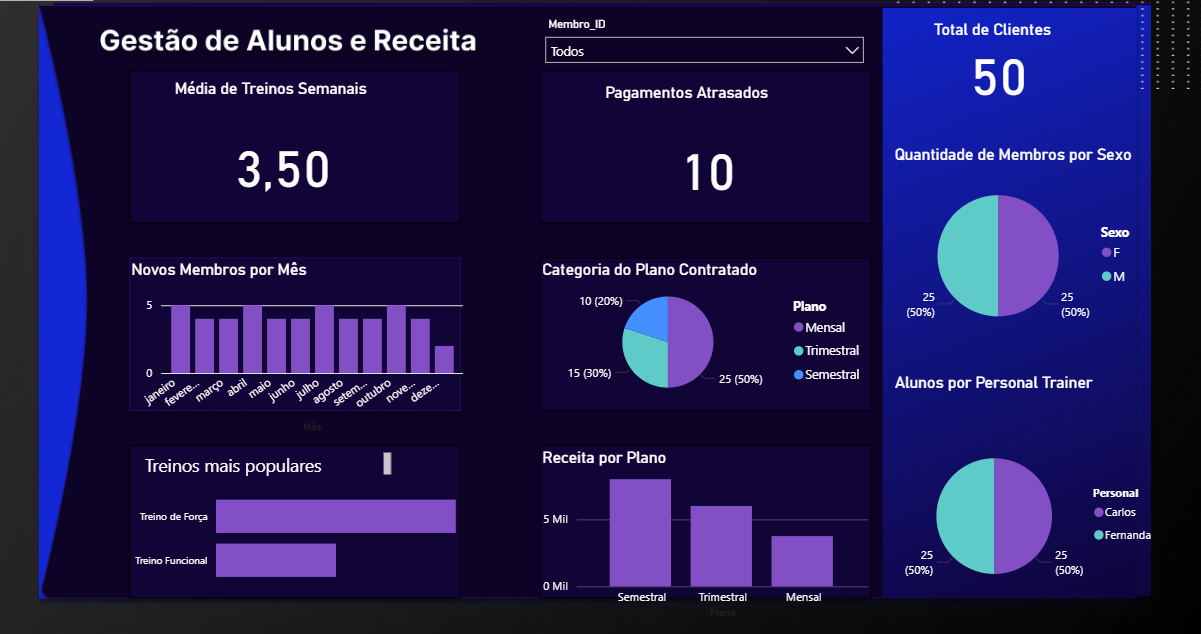 Gestão de Alunos e Receita
Membro_ID
Todos
Total de Clientes
50
Média de Treinos Semanais
3,50
Pagamentos Atrasados
10
Quantidade de Membros por Sexo
Sexo
F
M
25
(50%)
25
(50%)
Novos Membros por Mês
5
0
janeiro
fevere...
março
abril
maio
junho
julho
agosto
setem...
outubro
nove...
deze...
Mês
Categoria do Plano Contratado
10 (20%)
15 (30%)
25 (50%)
Plano
Mensal
Trimestral
Semestral
Alunos por Personal Trainer
Personal
Carlos
Fernanda
25
(50%)
25
(50%)
Treinos mais populares
Treino de Força
Treino Funcional
Receita por Plano
5 Mil
0 Mil
Semestral
Trimestral
Mensal
Plano